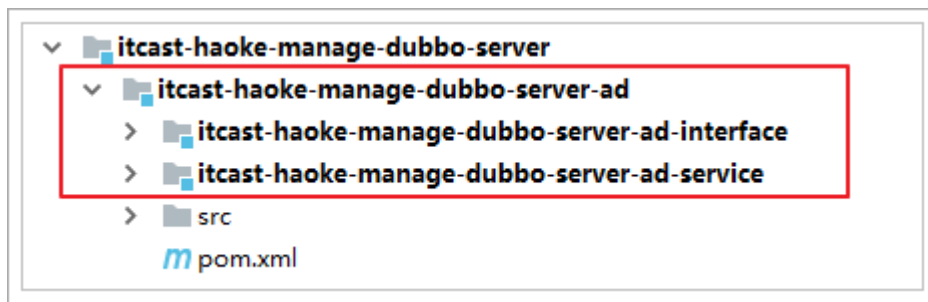 itcast-haoke-manage-dubbo-server
itcast-haoke-manage-dubbo-server-ad
itcast-haoke-manage-dubbo-server-ad-interface
itcast-haoke-manage-dubbo-server-ad-service
src
m pom.xml